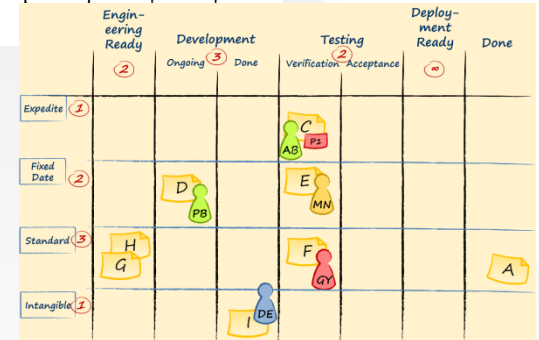 Engin-
eering
Ready
2
Development
3
Ongoing
Done
Testing
2
Verification
Acceptance
Deploy-
ment
Ready
∞
Done
Expedite 1
C
AB
P1
Fixed
Date 2
D
PB
E
MN
Standard 3
H
G
F
GY
A
Intangible 1
I
DE